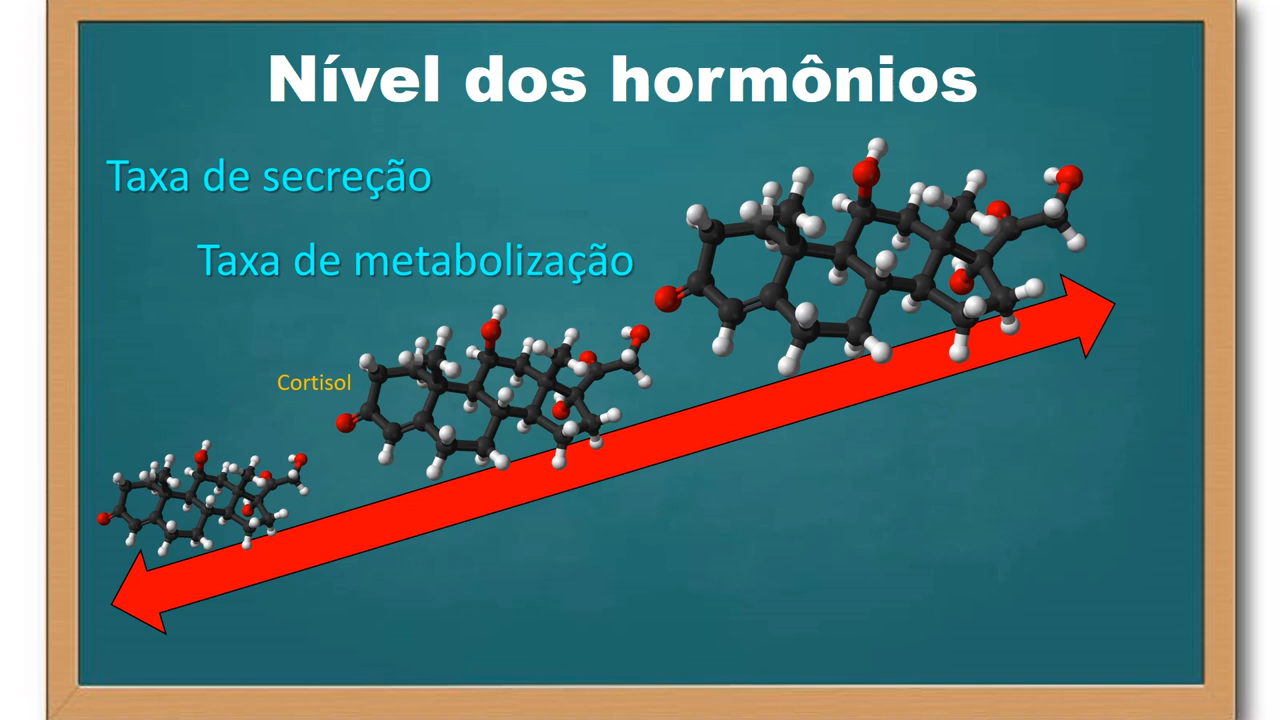 Nível dos hormônios
Taxa de secreção
Taxa de metabolização
Cortisol